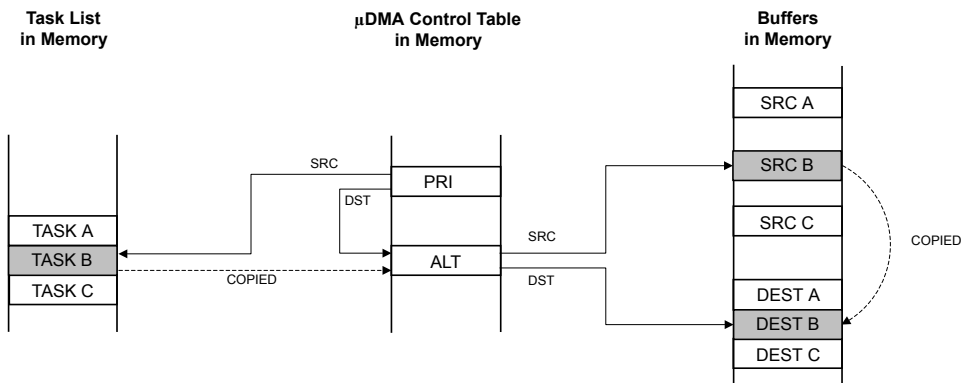 Task List
in Memory
µDMA Control Table
in Memory
Buffers
in Memory
SRC A
SRC
PRI
SRC B
DST
TASK A
SRC C
SRC
COPIED
TASK B
ALT
COPIED
DST
TASK C
DEST A
DEST B
DEST C